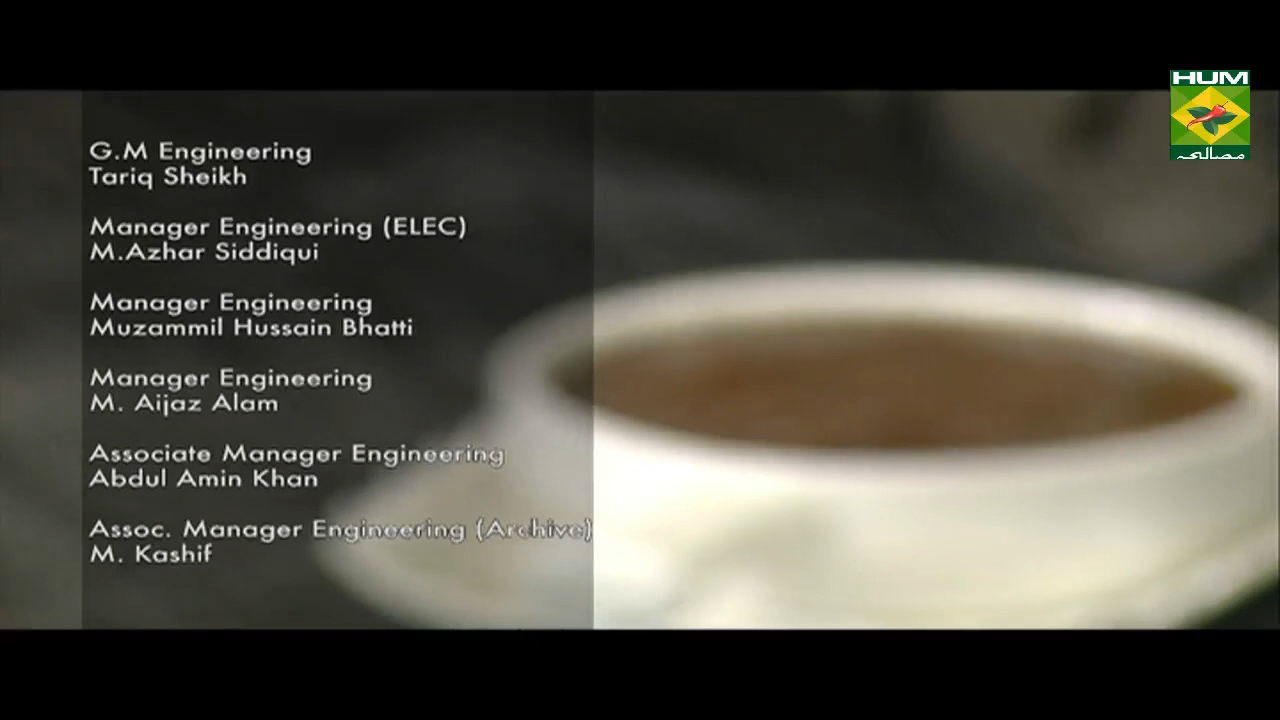 HUM
مصالحہ
G.M Engineering
Tariq Sheikh
Manager Engineering (ELEC)
M.Azhar Siddiqui
Manager Engineering
Muzammil Hussain Bhatti
Manager Engineering
M. Aijaz Alam
Associate Manager Engineering
Abdul Amin Khan
Assoc. Manager Engineering (Archive)
M. Kashif